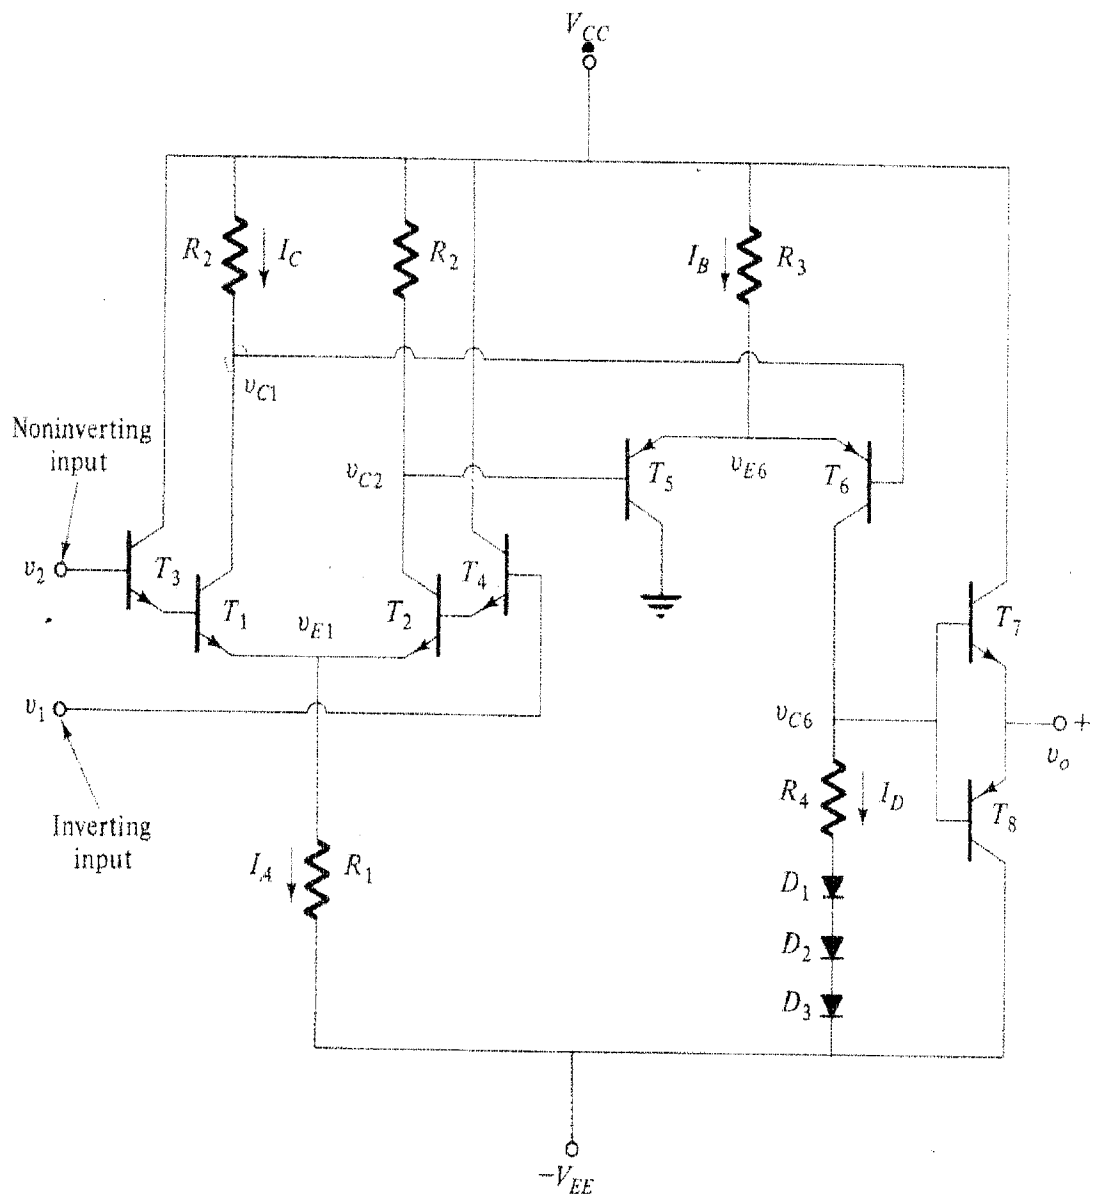 V_CC
R_2
I_C
R_2
I_B
R_3
v_C1
Noninverting
input
v_C2
v_E6
T_5
T_6
v_2
T_3
T_4
T_1
v_E1
T_2
T_7
v_1
v_C6
+
v_o
R_4
I_D
T_8
Inverting
input
I_A
R_1
D_1
D_2
D_3
−V_EE